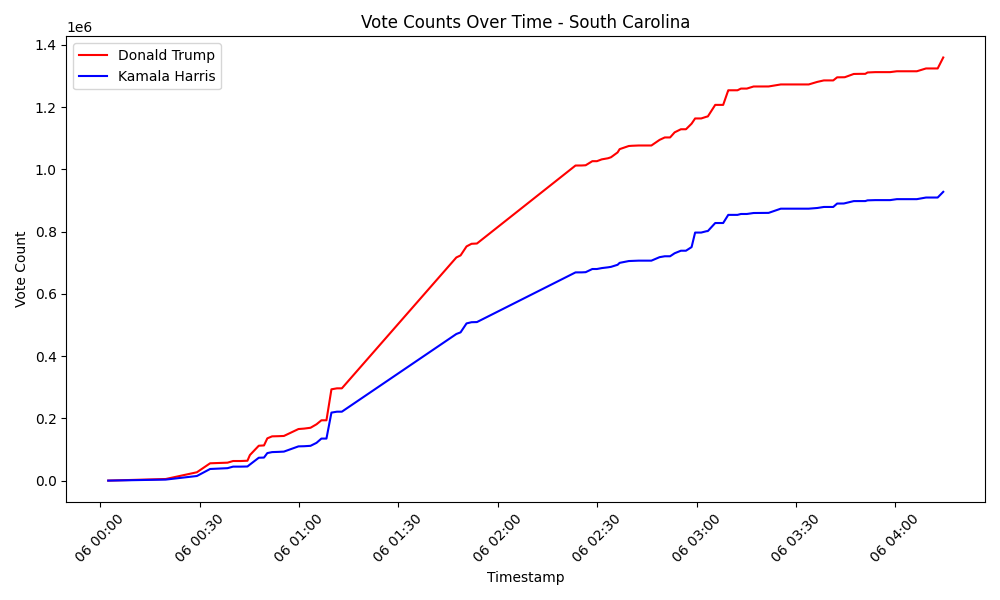 Vote Counts Over Time - South Carolina
1e6
Donald Trump
Kamala Harris
1.4
1.2
1.0
0.8
0.6
0.4
0.2
0.0
Vote Count
06 00:00
06 00:30
06 01:00
06 01:30
06 02:00
06 02:30
06 03:00
06 03:30
06 04:00
Timestamp